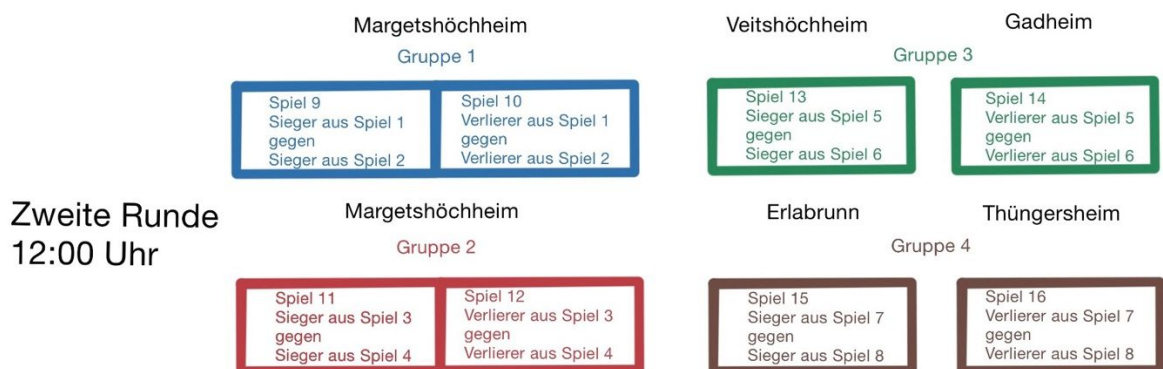 Margetshöchheim
Gruppe 1
Spiel 9
Sieger aus Spiel 1
gegen
Sieger aus Spiel 2
Spiel 10
Verlierer aus Spiel 1
gegen
Verlierer aus Spiel 2
Veitshöchheim
Gadheim
Gruppe 3
Spiel 13
Sieger aus Spiel 5
gegen
Sieger aus Spiel 6
Spiel 14
Verlierer aus Spiel 5
gegen
Verlierer aus Spiel 6
Zweite Runde
12:00 Uhr
Margetshöchheim
Gruppe 2
Spiel 11
Sieger aus Spiel 3
gegen
Sieger aus Spiel 4
Spiel 12
Verlierer aus Spiel 3
gegen
Verlierer aus Spiel 4
Erlabrunn
Thüngersheim
Gruppe 4
Spiel 15
Sieger aus Spiel 7
gegen
Sieger aus Spiel 8
Spiel 16
Verlierer aus Spiel 7
gegen
Verlierer aus Spiel 8